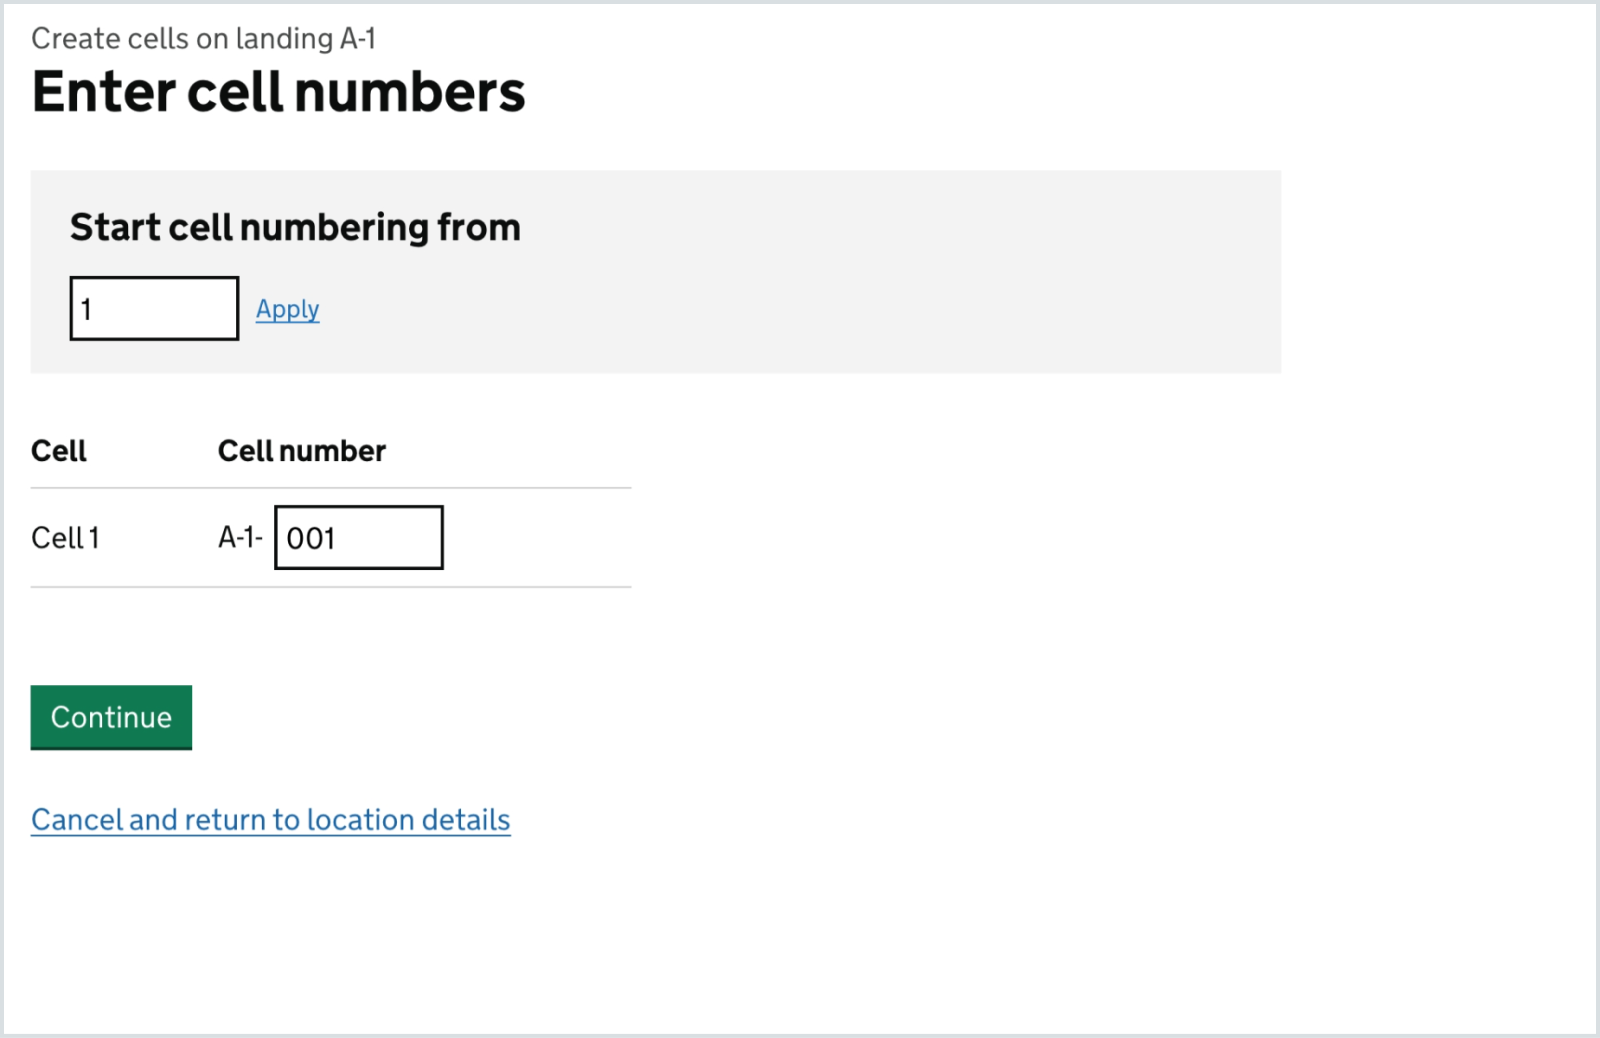 Create cells on landing A-1
Enter cell numbers
Start cell numbering from
1 Apply
Cell Cell number
Cell 1 A-1- 001
Continue
Cancel and return to location details